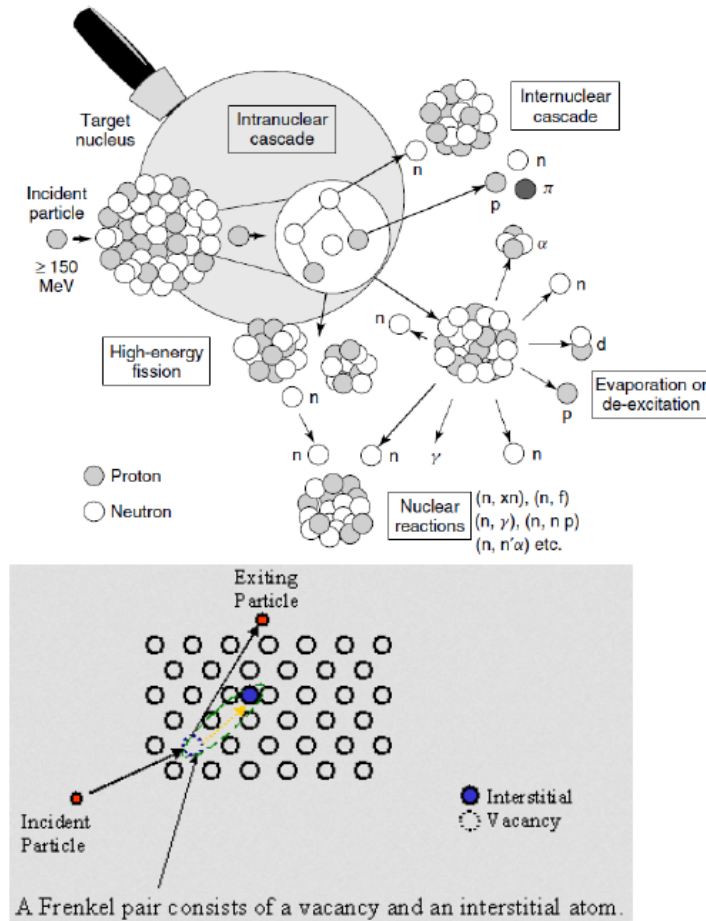 Target
nucleus
Intranuclear
cascade
Internuclear
cascade
n
n
p
π
Incident
particle
≥ 150
MeV
α
n
n
d
High-energy
fission
Evaporation or
de-excitation
p
n
n
n
γ
n
Proton
Neutron
Nuclear
reactions
(n, xn), (n, f)
(n, γ), (n, n p)
(n, n′α) etc.
Exiting
Particle
Incident
Particle
Interstitial
Vacancy
A Frenkel pair consists of a vacancy and an interstitial atom.